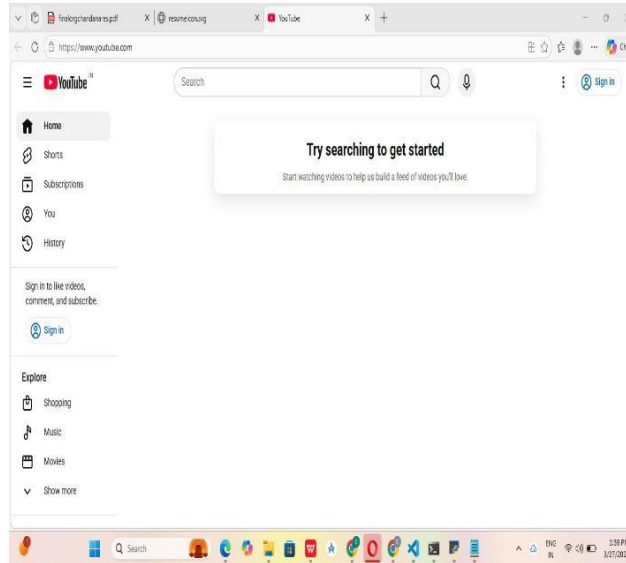 resumeicon.svg
YouTube
https://www.youtube.com
YouTube IN
Search
Sign in
Home
Shorts
Subscriptions
You
History
Try searching to get started
Start watching videos to help us build a feed of videos you'll love.
Sign in to like videos,
comment, and subscribe.
Sign in
Explore
Shopping
Music
Movies
Show more
Search
ENG
IN